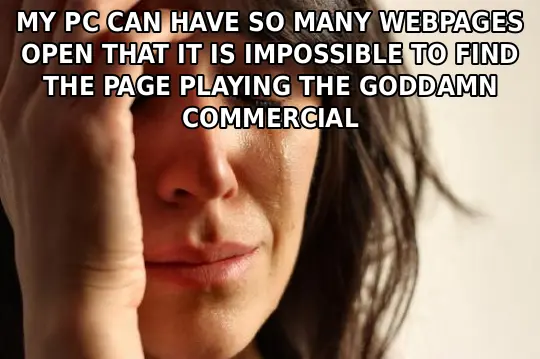 MY PC CAN HAVE SO MANY WEBPAGES
OPEN THAT IT IS IMPOSSIBLE TO FIND
THE PAGE PLAYING THE GODDAMN
COMMERCIAL